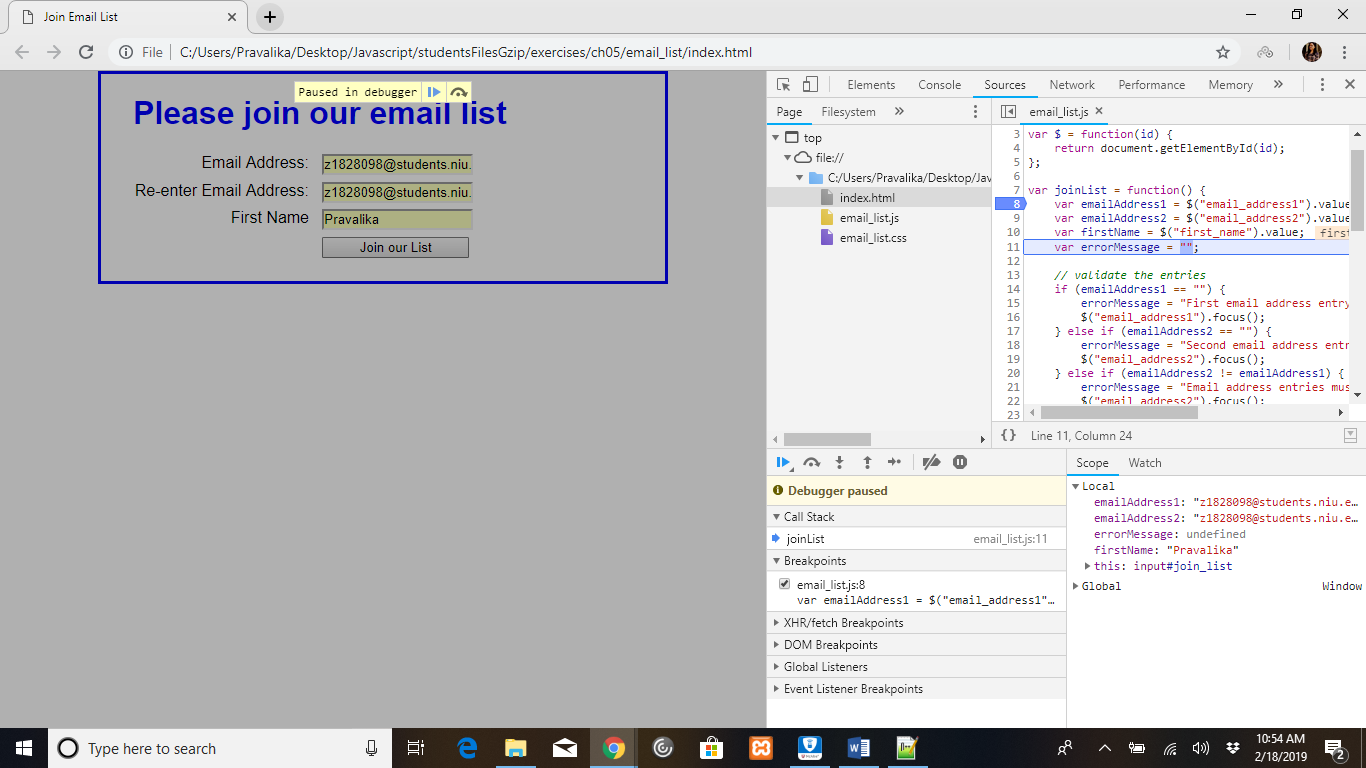 Join Email List
File C:/Users/Pravalika/Desktop/Javascript/studentsFilesGzip/exercises/ch05/email_list/index.html
Paused in debugger
Please join our email list
Email Address: z1828098@students.niu.
Re-enter Email Address: z1828098@students.niu.
First Name Pravalika
Join our List
Elements Console Sources Network Performance Memory »
Page Filesystem »
top
file://
C:/Users/Pravalika/Desktop/Jav
index.html
email_list.js
email_list.css
email_list.js
3 var $ = function(id) {
4 return document.getElementById(id);
5 };
6
7 var joinList = function() {
8 var emailAddress1 = $("email_address1").value
9 var emailAddress2 = $("email_address2").value
10 var firstName = $("first_name").value; first
11 var errorMessage = "";
12
13 // validate the entries
14 if (emailAddress1 == "") {
15 errorMessage = "First email address entry
16 $("email_address1").focus();
17 } else if (emailAddress2 == "") {
18 errorMessage = "Second email address entr
19 $("email_address2").focus();
20 } else if (emailAddress2 != emailAddress1) {
21 errorMessage = "Email address entries mus
22 $("email_address2").focus();
23
{} Line 11, Column 24
Debugger paused
Call Stack
joinList email_list.js:11
Breakpoints
email_list.js:8
var emailAddress1 = $("email_address1"…
XHR/fetch Breakpoints
DOM Breakpoints
Global Listeners
Event Listener Breakpoints
Scope Watch
Local
emailAddress1: "z1828098@students.niu.e…
emailAddress2: "z1828098@students.niu.e…
errorMessage: undefined
firstName: "Pravalika"
this: input#join_list
Global Window
Type here to search
10:54 AM
2/18/2019
2